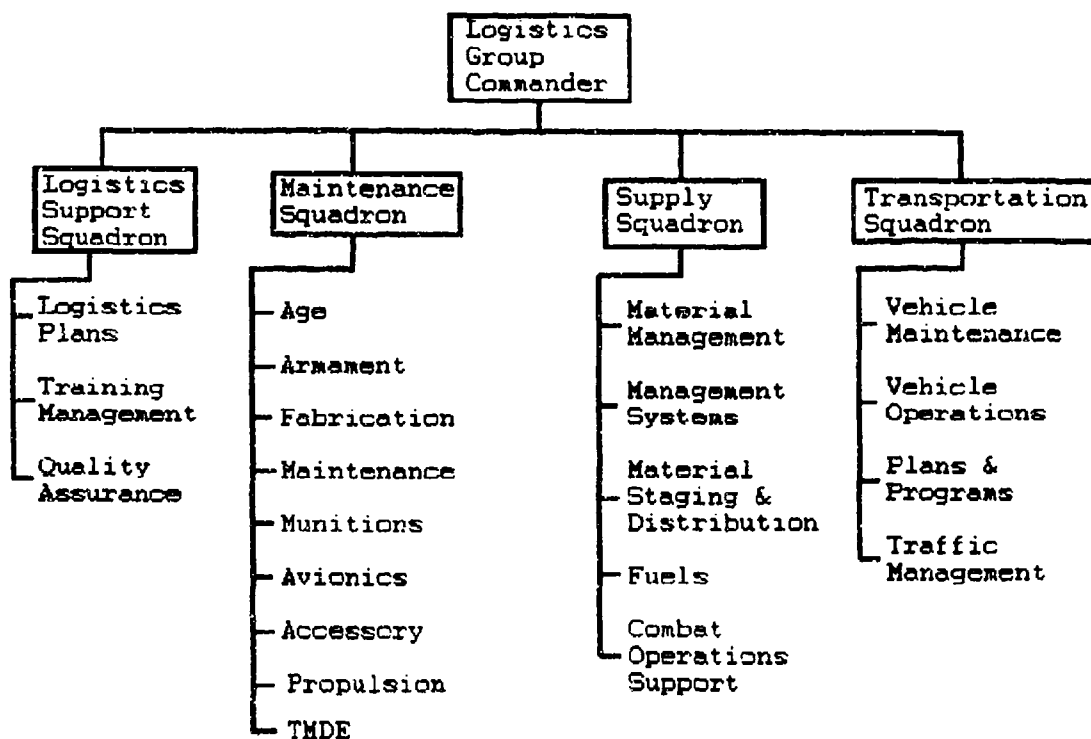 Logistics
Group
Commander
Logistics
Support
Squadron
Maintenance
Squadron
Supply
Squadron
Transportation
Squadron
Logistics
Plans
Training
Management
Quality
Assurance
Age
Armament
Fabrication
Maintenance
Munitions
Avionics
Accessory
Propulsion
TMDE
Material
Management
Management
Systems
Material
Staging &
Distribution
Fuels
Combat
Operations
Support
Vehicle
Maintenance
Vehicle
Operations
Plans &
Programs
Traffic
Management